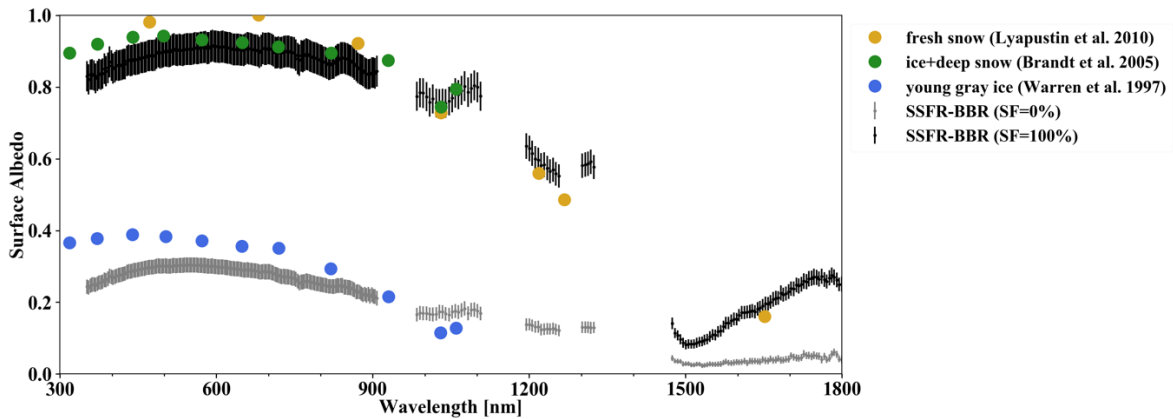 1.0
0.8
0.6
0.4
0.2
0.0
Surface Albedo
300
600
900
1200
1500
1800
Wavelength [nm]
fresh snow (Lyapustin et al. 2010)
ice+deep snow (Brandt et al. 2005)
young gray ice (Warren et al. 1997)
SSFR-BBR (SF=0%)
SSFR-BBR (SF=100%)